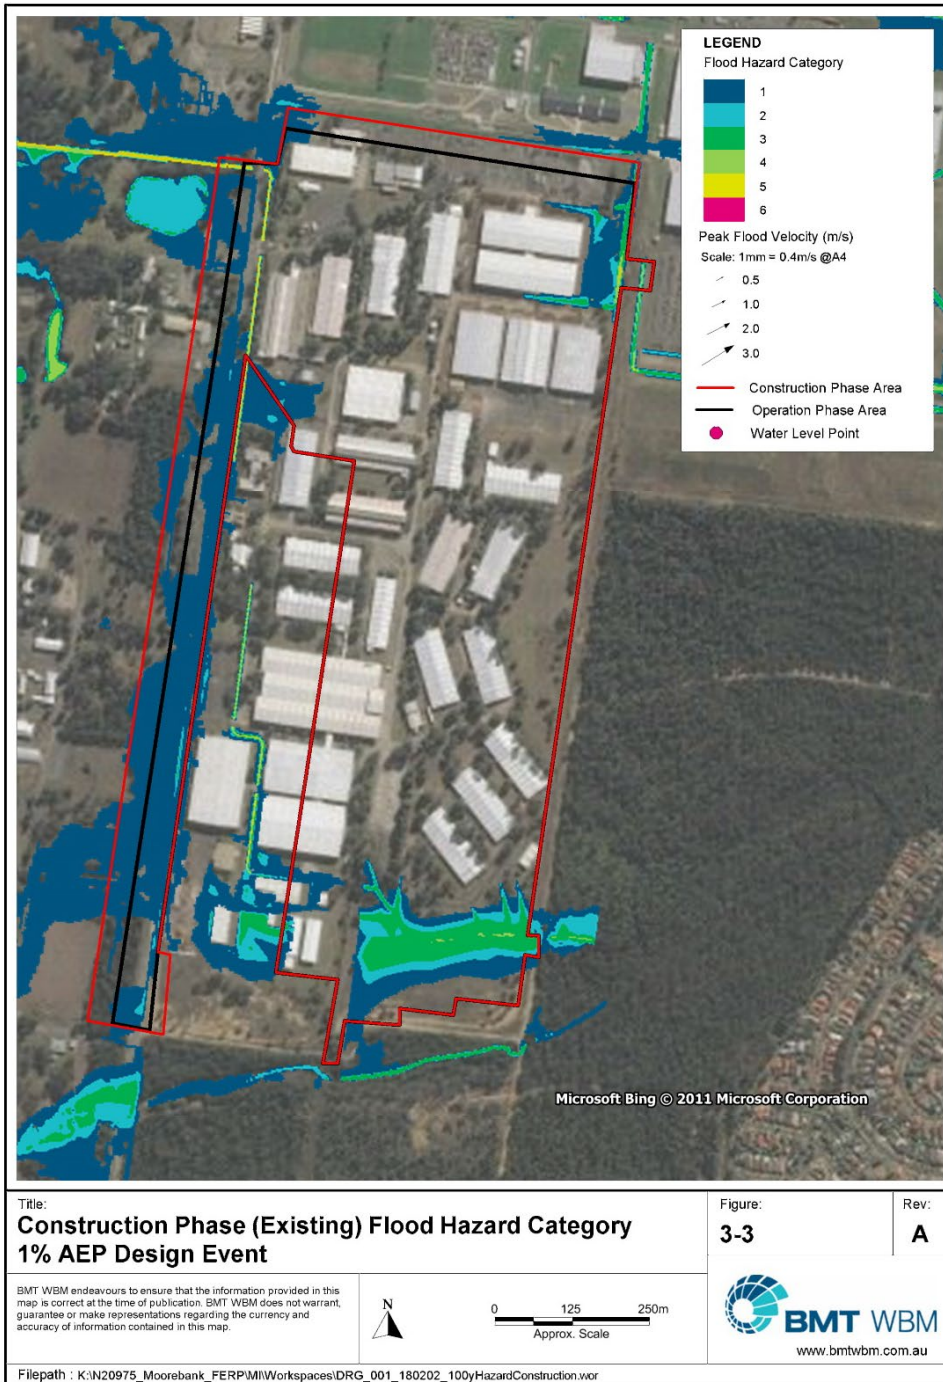 LEGEND
Flood Hazard Category
1
2
3
4
5
6
Peak Flood Velocity (m/s)
Scale: 1mm = 0.4m/s @A4
0.5
1.0
2.0
3.0
Construction Phase Area
Operation Phase Area
Water Level Point
Microsoft Bing © 2011 Microsoft Corporation
Title:
Construction Phase (Existing) Flood Hazard Category
1% AEP Design Event
Figure:
3-3
Rev:
A
BMT WBM endeavours to ensure that the information provided in this
map is correct at the time of publication. BMT WBM does not warrant,
guarantee or make representations regarding the currency and
accuracy of information contained in this map.
N
0 125 250m
Approx. Scale
BMT WBM
www.bmtwbm.com.au
Filepath : K:\N20975_Moorebank_FERP\MI\Workspaces\DRG_001_180202_100yHazardConstruction.wor